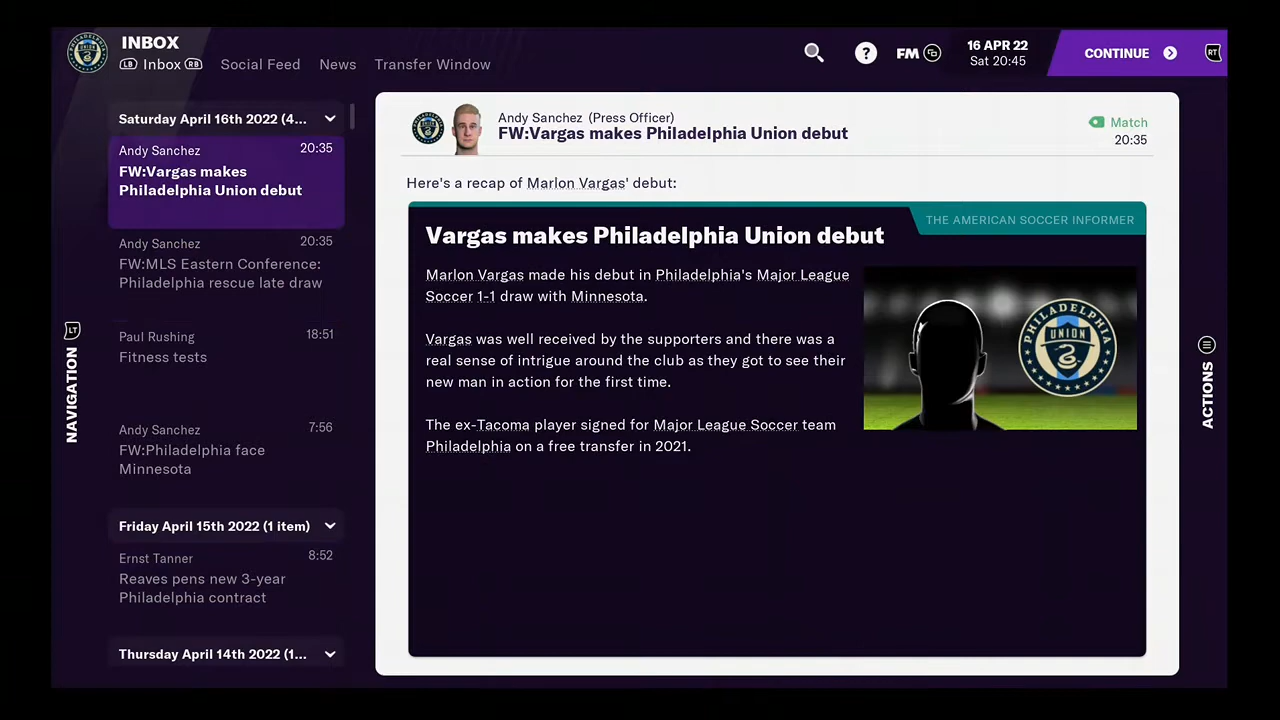 INBOX
LB Inbox RB Social Feed News Transfer Window
FM
16 APR 22
Sat 20:45
CONTINUE
RT
Saturday April 16th 2022 (4...
Andy Sanchez 20:35
FW:Vargas makes
Philadelphia Union debut
Andy Sanchez 20:35
FW:MLS Eastern Conference:
Philadelphia rescue late draw
Paul Rushing 18:51
Fitness tests
Andy Sanchez 7:56
FW:Philadelphia face
Minnesota
Friday April 15th 2022 (1 item)
Ernst Tanner 8:52
Reaves pens new 3-year
Philadelphia contract
Thursday April 14th 2022 (1...
LT
NAVIGATION
Andy Sanchez (Press Officer)
FW:Vargas makes Philadelphia Union debut
Match
20:35
Here's a recap of Marlon Vargas' debut:
THE AMERICAN SOCCER INFORMER
Vargas makes Philadelphia Union debut
Marlon Vargas made his debut in Philadelphia's Major League
Soccer 1-1 draw with Minnesota.
Vargas was well received by the supporters and there was a
real sense of intrigue around the club as they got to see their
new man in action for the first time.
The ex-Tacoma player signed for Major League Soccer team
Philadelphia on a free transfer in 2021.
PHILADELPHIA
UNION
ACTIONS